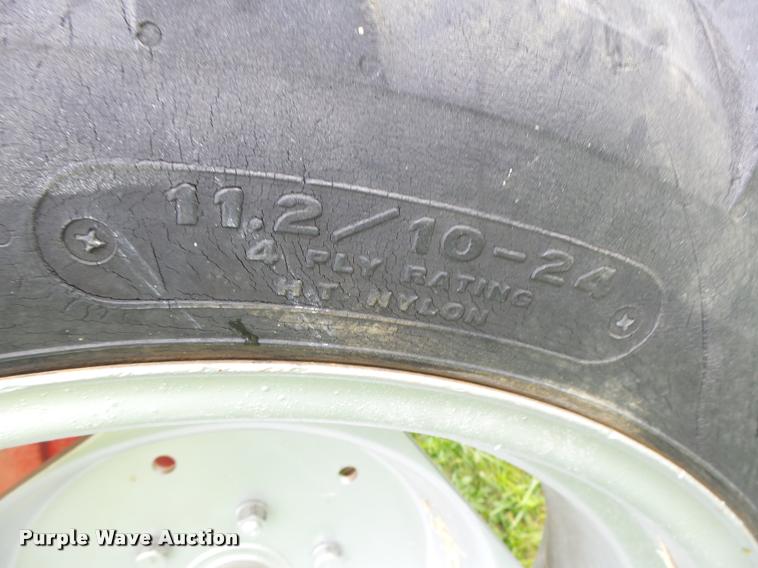 11.2/10-24
4 PLY RATING
H.T. NYLON
Purple Wave Auction